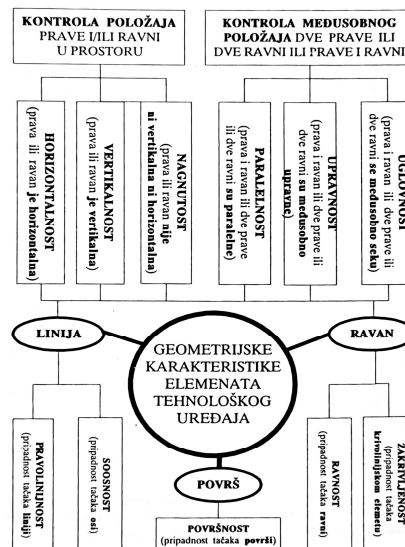 KONTROLA POLOŽAJA
PRAVE I/ILI RAVNI
U PROSTORU
KONTROLA MEĐUSOBNOG
POLOŽAJA DVE PRAVE ILI
DVE RAVNI ILI PRAVE I RAVNI
HORIZONTALNOST
(prava ili ravan je horizontalna)
VERTIKALNOST
(prava ili ravan je vertikalna)
NAGNUTOST
(prava ili ravan nije
ni vertikalna ni horizontalna)
PARALELNOST
(prava i ravan ili dve prave
ili dve ravni su paralelne)
UPRAVNOST
(prava i ravan ili dve prave ili
dve ravni su međusobno
upravne)
UGLOVNOST
(prava i ravan ili dve prave ili
dve ravni se međusobno seku)
LINIJA
RAVAN
GEOMETRIJSKE
KARAKTERISTIKE
ELEMENATA
TEHNOLOŠKOG
UREĐAJA
PRAVOLINIJNOST
(pripadnost tačaka liniji)
SOOSNOST
(pripadnost tačaka osi)
POVRŠ
POVRŠNOST
(pripadnost tačaka površi)
RAVNOST
(pripadnost tačaka ravni)
ZAKRIVLJENOST
(pripadnost tačaka
krivolinijskom elemetu)